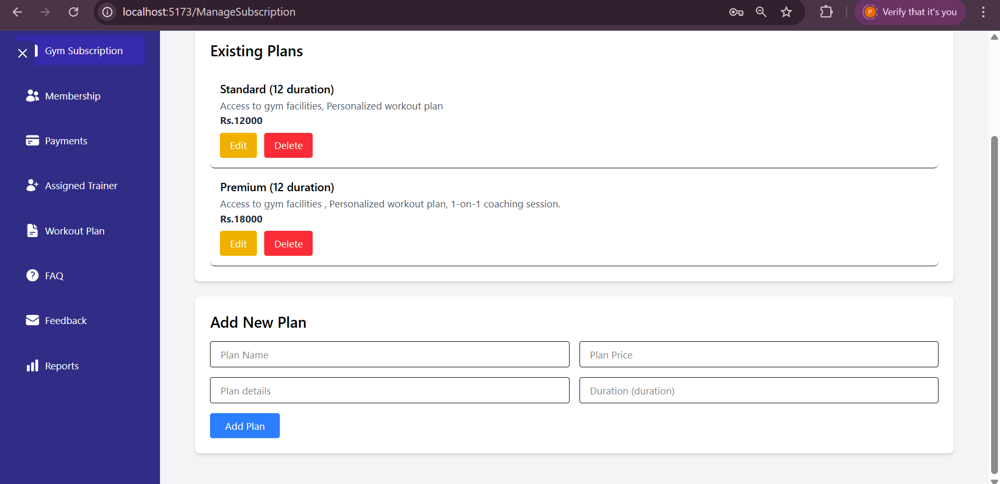 localhost:5173/ManageSubscription
P Verify that it's you
Gym Subscription
Membership
Payments
Assigned Trainer
Workout Plan
FAQ
Feedback
Reports
Existing Plans
Standard (12 duration)
Access to gym facilities, Personalized workout plan
Rs.12000
Edit Delete
Premium (12 duration)
Access to gym facilities , Personalized workout plan, 1-on-1 coaching session.
Rs.18000
Edit Delete
Add New Plan
Plan Name Plan Price
Plan details Duration (duration)
Add Plan